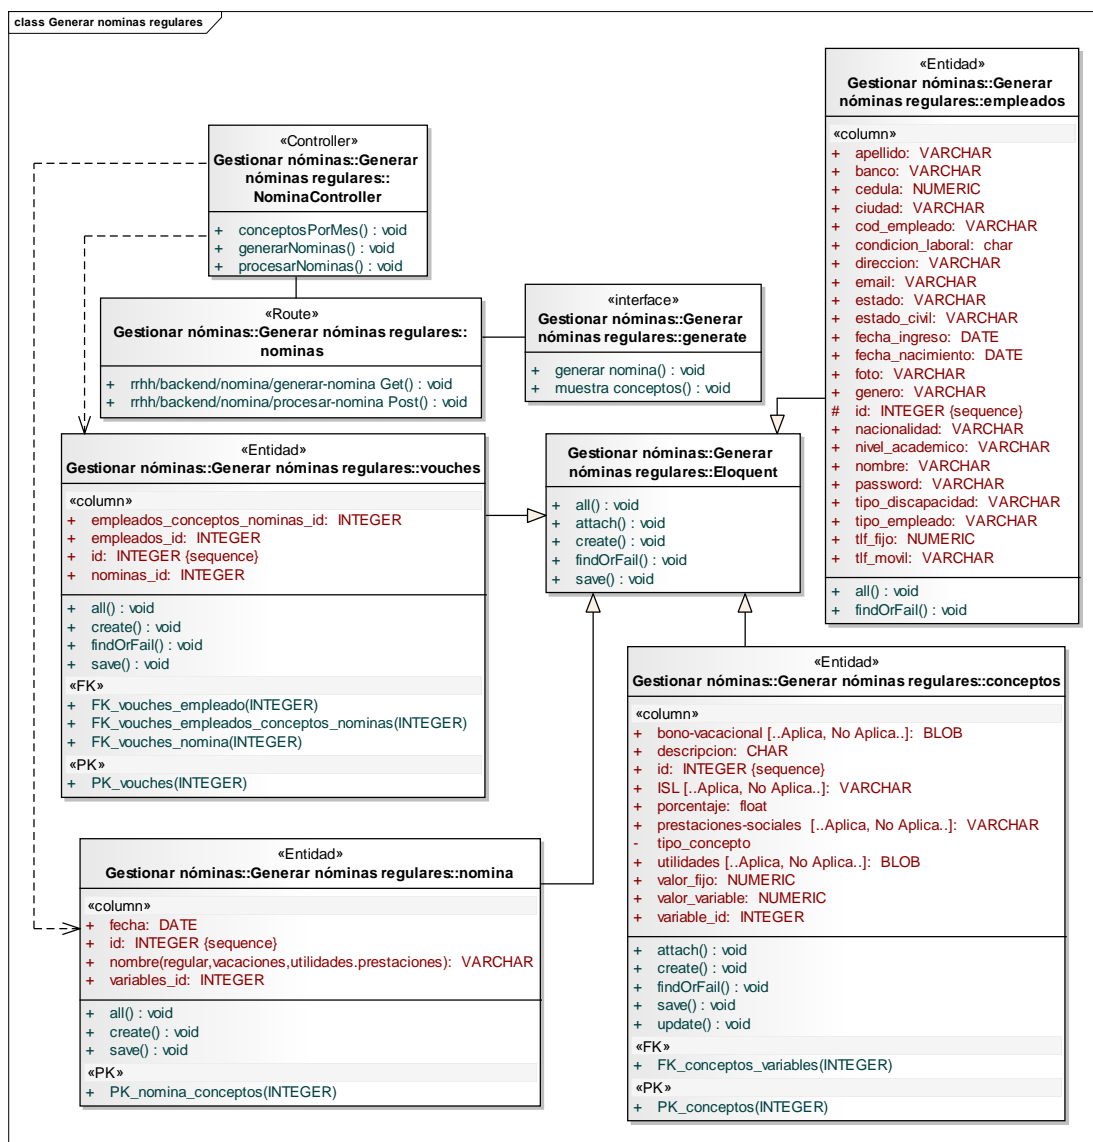 class Generar nominas regulares
«Entidad»
Gestionar nóminas::Generar
nóminas regulares::empleados
«column»
+ apellido: VARCHAR
+ banco: VARCHAR
+ cedula: NUMERIC
+ ciudad: VARCHAR
+ cod_empleado: VARCHAR
+ condicion_laboral: char
+ direccion: VARCHAR
+ email: VARCHAR
+ estado: VARCHAR
+ estado_civil: VARCHAR
+ fecha_ingreso: DATE
+ fecha_nacimiento: DATE
+ foto: VARCHAR
+ genero: VARCHAR
# id: INTEGER {sequence}
+ nacionalidad: VARCHAR
+ nivel_academico: VARCHAR
+ nombre: VARCHAR
+ password: VARCHAR
+ tipo_discapacidad: VARCHAR
+ tipo_empleado: VARCHAR
+ tlf_fijo: NUMERIC
+ tlf_movil: VARCHAR
+ all() : void
+ findOrFail() : void
«Controller»
Gestionar nóminas::Generar
nóminas regulares::
NominaController
+ conceptosPorMes() : void
+ generarNominas() : void
+ procesarNominas() : void
«Route»
Gestionar nóminas::Generar nóminas regulares::
nominas
+ rrhh/backend/nomina/generar-nomina Get() : void
+ rrhh/backend/nomina/procesar-nomina Post() : void
«interface»
Gestionar nóminas::Generar
nóminas regulares::generate
+ generar nomina() : void
+ muestra conceptos() : void
«Entidad»
Gestionar nóminas::Generar nóminas regulares::vouches
«column»
+ empleados_conceptos_nominas_id: INTEGER
+ empleados_id: INTEGER
+ id: INTEGER {sequence}
+ nominas_id: INTEGER
+ all() : void
+ create() : void
+ findOrFail() : void
+ save() : void
«FK»
+ FK_vouches_empleado(INTEGER)
+ FK_vouches_empleados_conceptos_nominas(INTEGER)
+ FK_vouches_nomina(INTEGER)
«PK»
+ PK_vouches(INTEGER)
Gestionar nóminas::Generar
nóminas regulares::Eloquent
+ all() : void
+ attach() : void
+ create() : void
+ findOrFail() : void
+ save() : void
«Entidad»
Gestionar nóminas::Generar nóminas regulares::conceptos
«column»
+ bono-vacacional [..Aplica, No Aplica..]: BLOB
+ descripcion: CHAR
+ id: INTEGER {sequence}
+ ISL [..Aplica, No Aplica..]: VARCHAR
+ porcentaje: float
+ prestaciones-sociales [..Aplica, No Aplica..]: VARCHAR
- tipo_concepto
+ utilidades [..Aplica, No Aplica..]: BLOB
+ valor_fijo: NUMERIC
+ valor_variable: NUMERIC
+ variable_id: INTEGER
+ attach() : void
+ create() : void
+ findOrFail() : void
+ save() : void
+ update() : void
«FK»
+ FK_conceptos_variables(INTEGER)
«PK»
+ PK_conceptos(INTEGER)
«Entidad»
Gestionar nóminas::Generar nóminas regulares::nomina
«column»
+ fecha: DATE
+ id: INTEGER {sequence}
+ nombre(regular,vacaciones,utilidades.prestaciones): VARCHAR
+ variables_id: INTEGER
+ all() : void
+ create() : void
+ save() : void
«PK»
+ PK_nomina_conceptos(INTEGER)